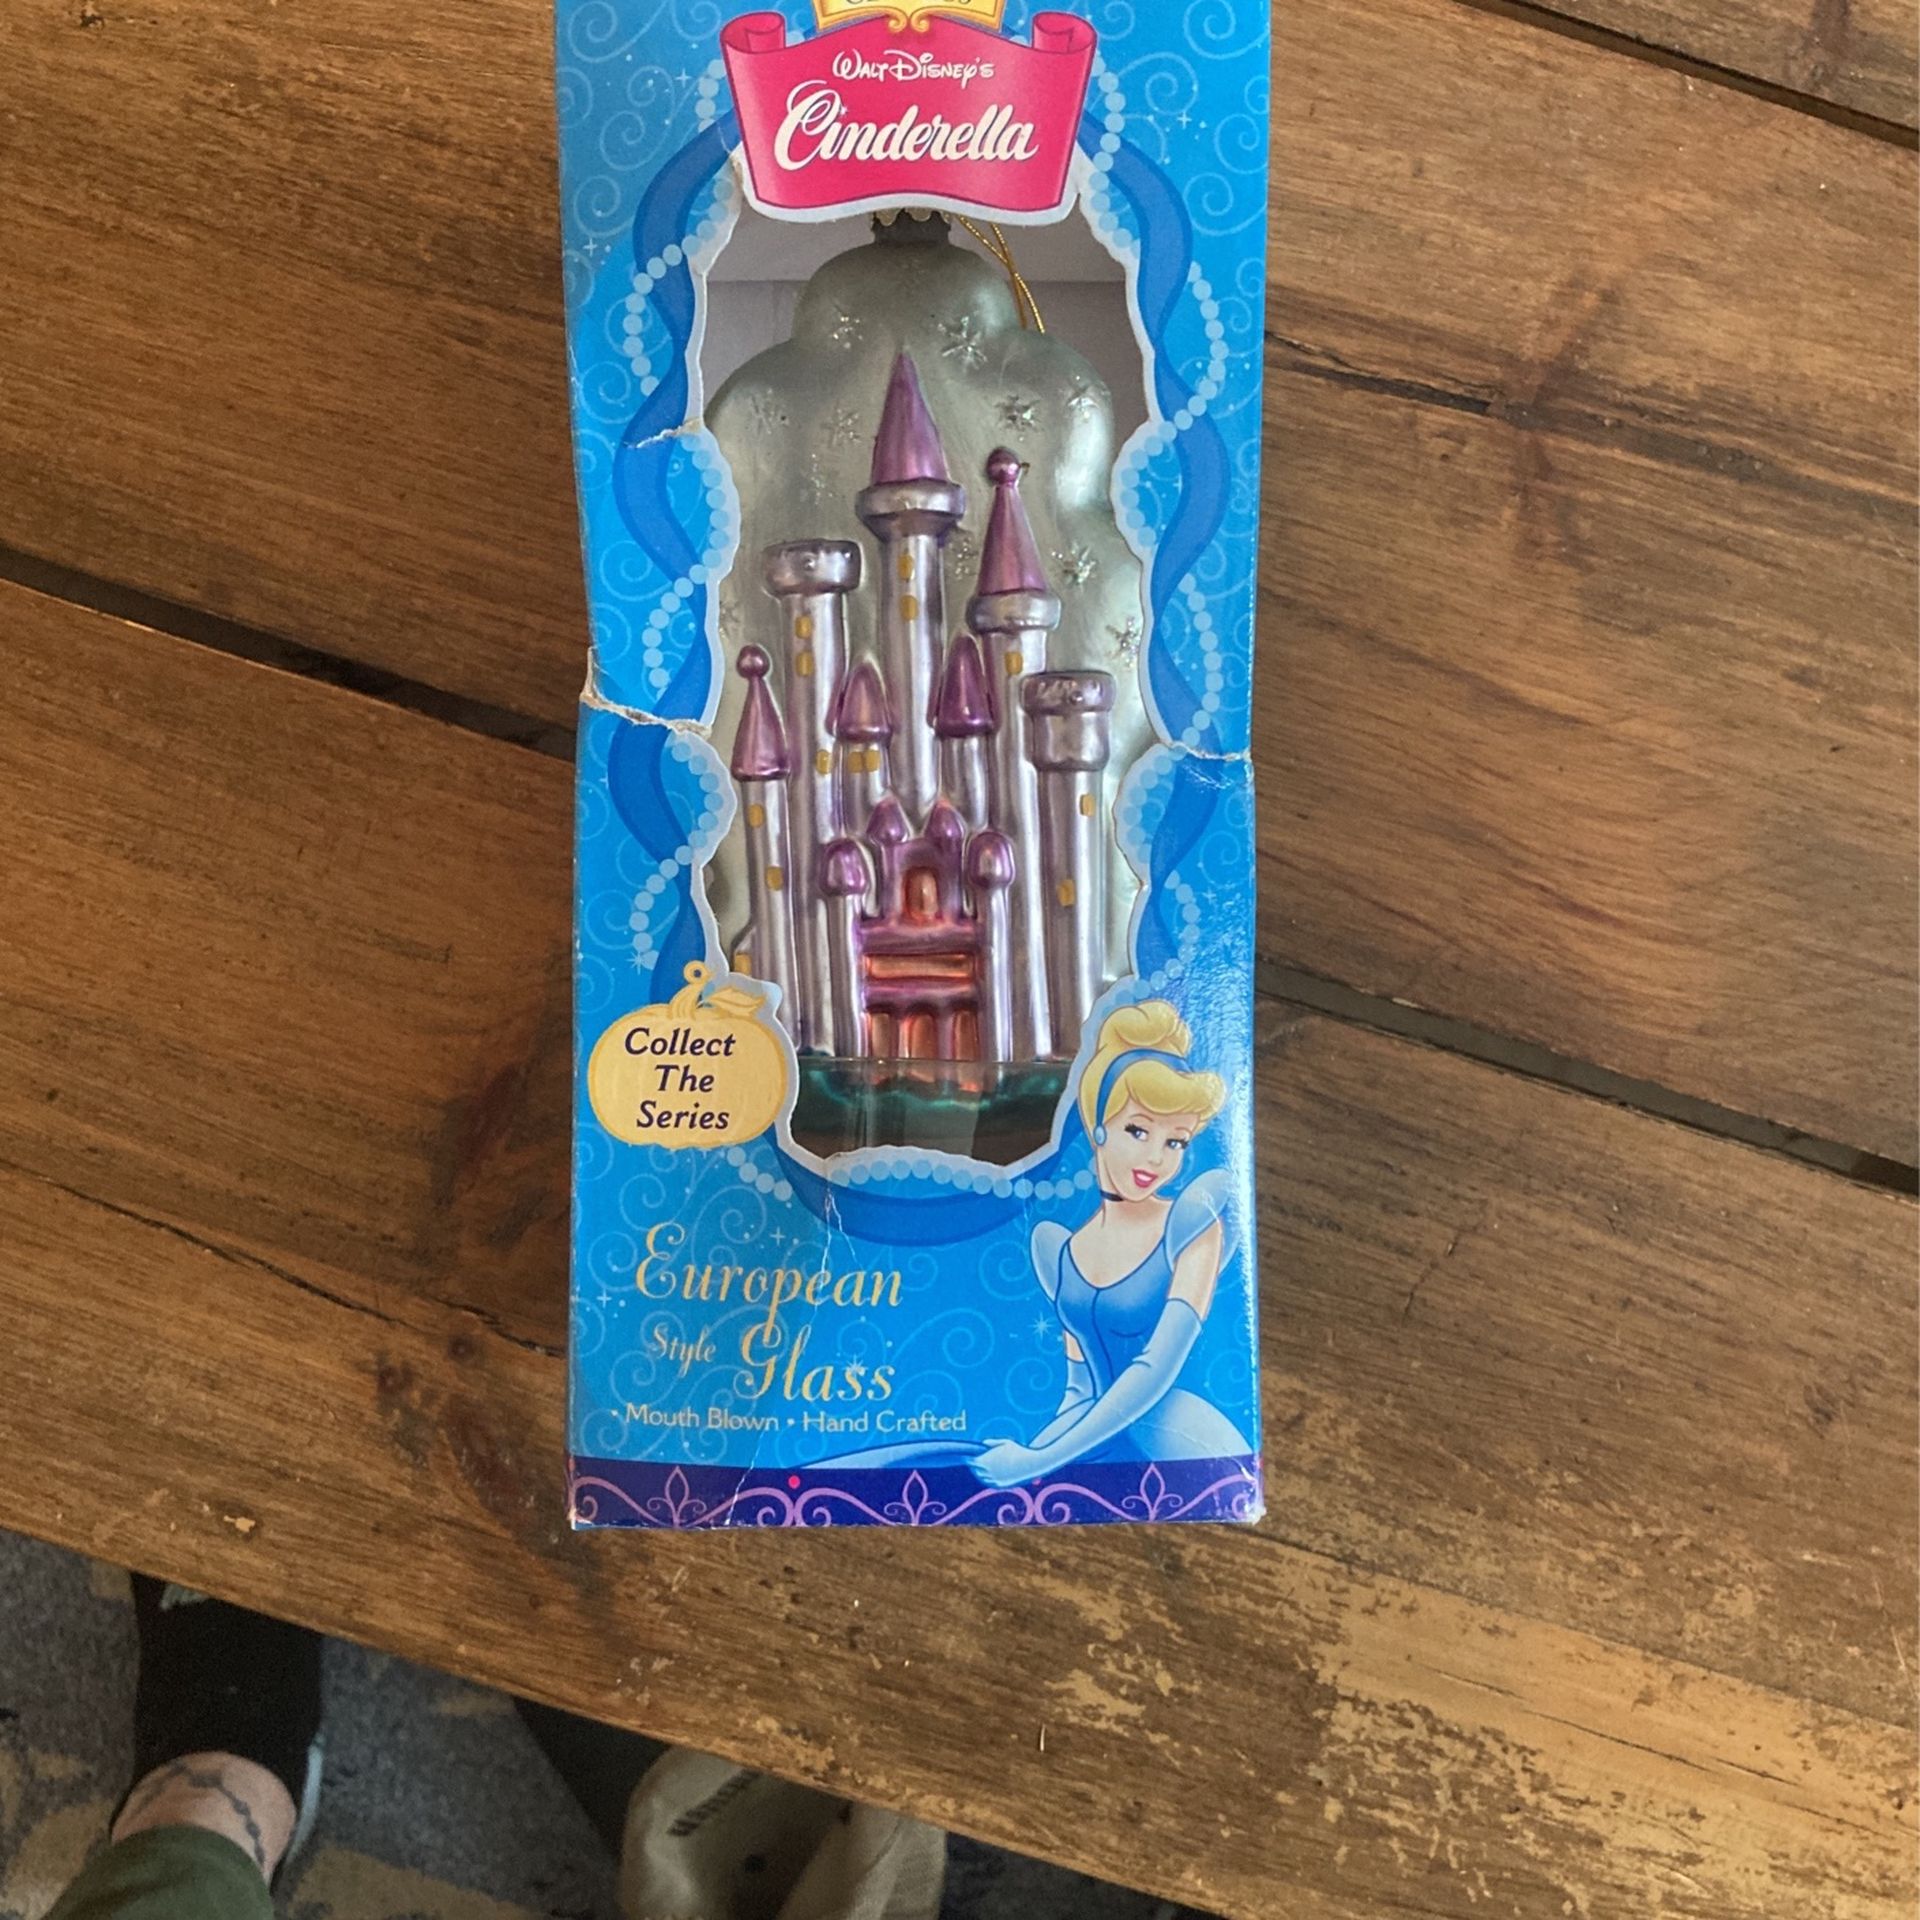 Walt Disney's
Cinderella
Collect
The
Series
European
Style Glass
• Mouth Blown • Hand Crafted